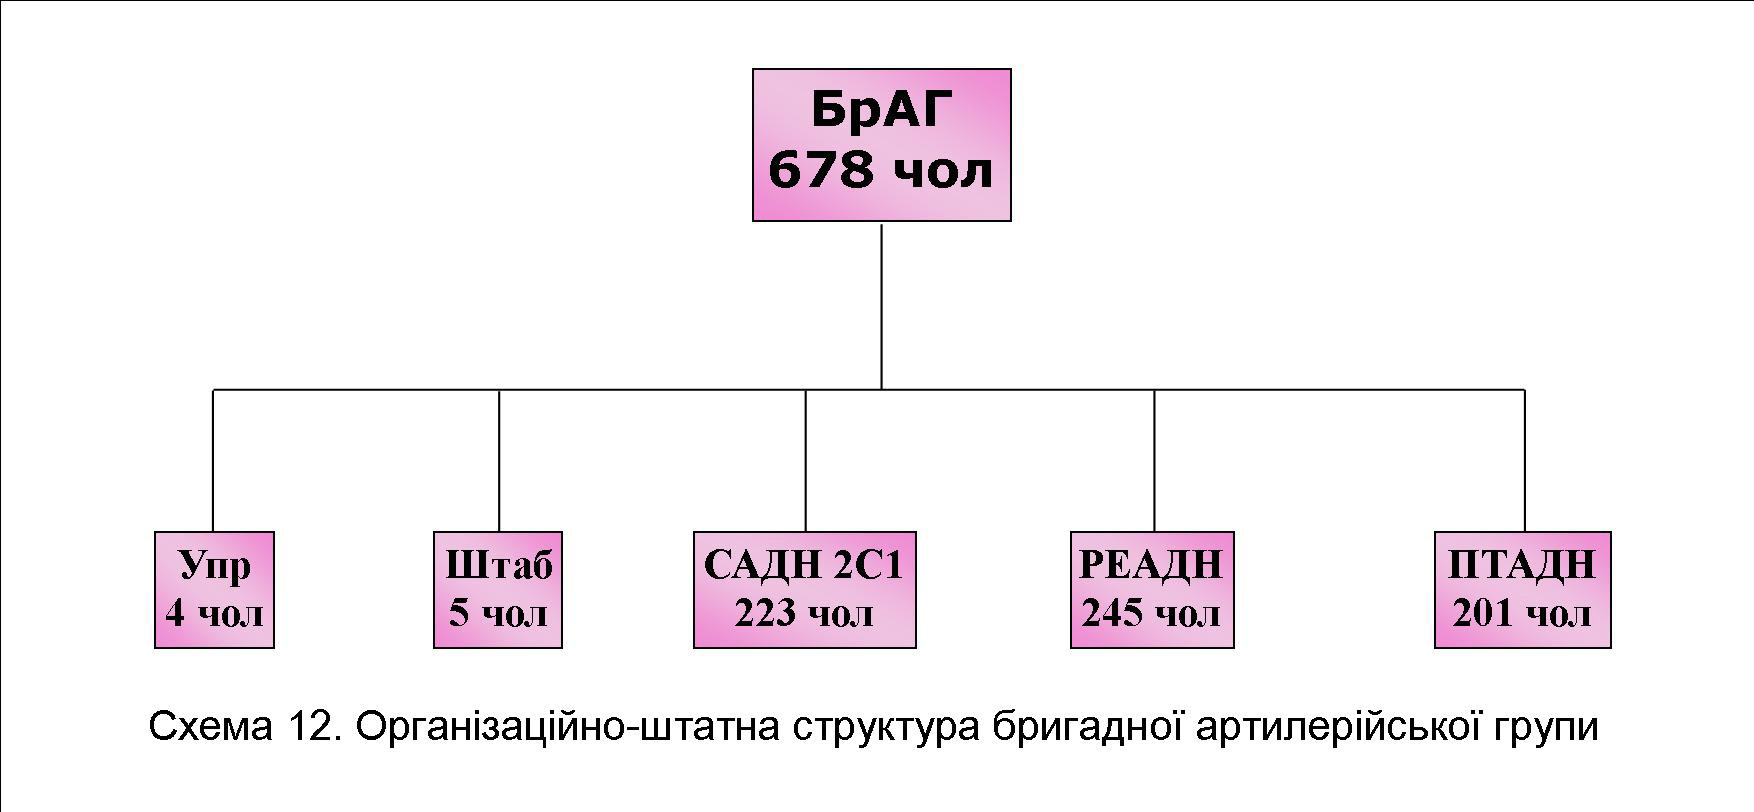 БрАГ
678 чол
Упр
4 чол
Штаб
5 чол
САДН 2С1
223 чол
РЕАДН
245 чол
ПТАДН
201 чол
Схема 12. Організаційно-штатна структура бригадної артилерійської групи